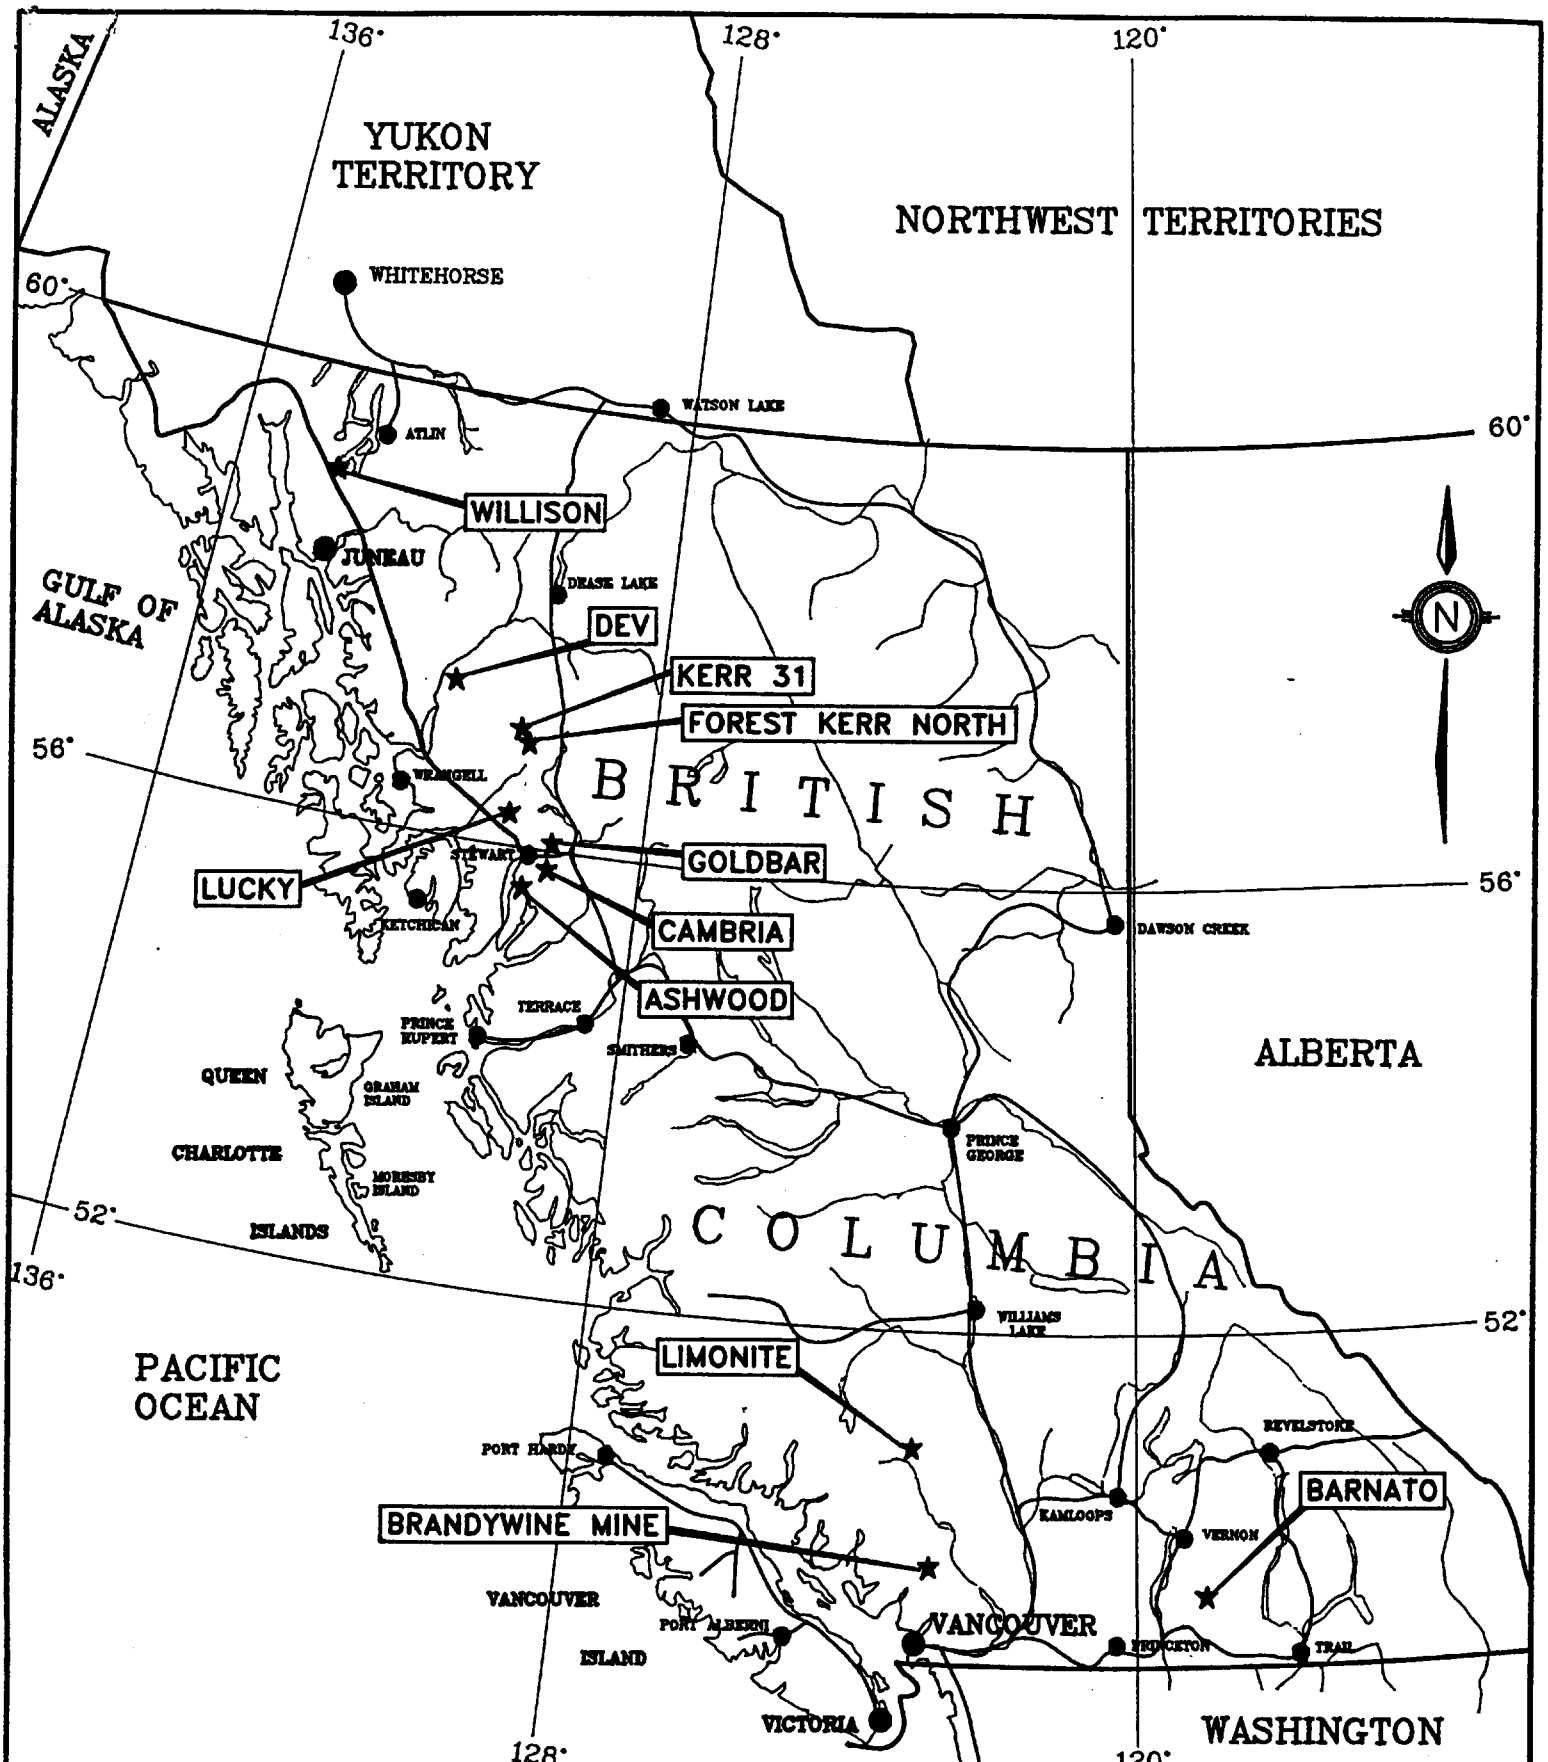 136°
128°
120°
ALASKA
YUKON
TERRITORY
NORTHWEST TERRITORIES
60°
WHITEHORSE
WATSON LAKE
60°
ATLIN
WILLISON
JUNEAU
N
GULF OF
ALASKA
DEASE LAKE
DEV
KERR 31
FOREST KERR NORTH
56°
WRANGELL
BRITISH
STEWART
GOLDBAR
LUCKY
56°
KETCHICAN
CAMBRIA
DAWSON CREEK
ASHWOOD
TERRACE
PRINCE
RUPERT
SMITHERS
ALBERTA
QUEEN
GRAHAM
ISLAND
PRINCE
GEORGE
CHARLOTTE
MORESBY
ISLAND
52°
ISLANDS
COLUMBIA
136°
WILLIAMS
LAKE
52°
LIMONITE
PACIFIC
OCEAN
REVELSTOKE
PORT HARDY
BARNATO
KAMLOOPS
BRANDYWINE MINE
VERNON
VANCOUVER
PORT ALBERNI
VANCOUVER
PRINCETON
TRAIL
ISLAND
VICTORIA
WASHINGTON
128°
120°